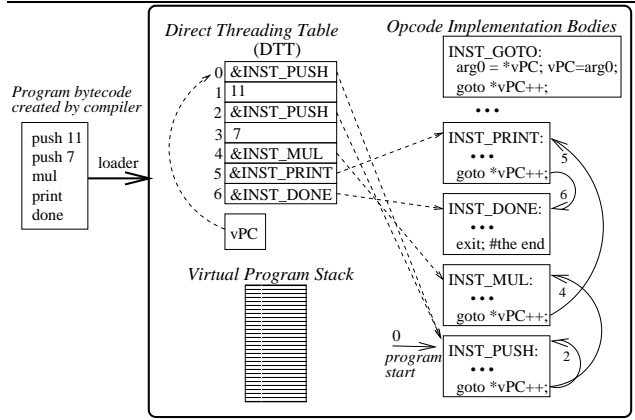 Direct Threading Table
(DTT)
Opcode Implementation Bodies
Program bytecode
created by compiler
push 11
push 7
mul
print
done
loader
0 &INST_PUSH
1 11
2 &INST_PUSH
3 7
4 &INST_MUL
5 &INST_PRINT
6 &INST_DONE
vPC
Virtual Program Stack
INST_GOTO:
arg0 = *vPC; vPC=arg0;
goto *vPC++;
•••
INST_PRINT:
•••
goto *vPC++;
5
6
INST_DONE:
•••
exit; #the end
INST_MUL:
•••
goto *vPC++;
4
0
program
start
INST_PUSH:
•••
goto *vPC++;
2